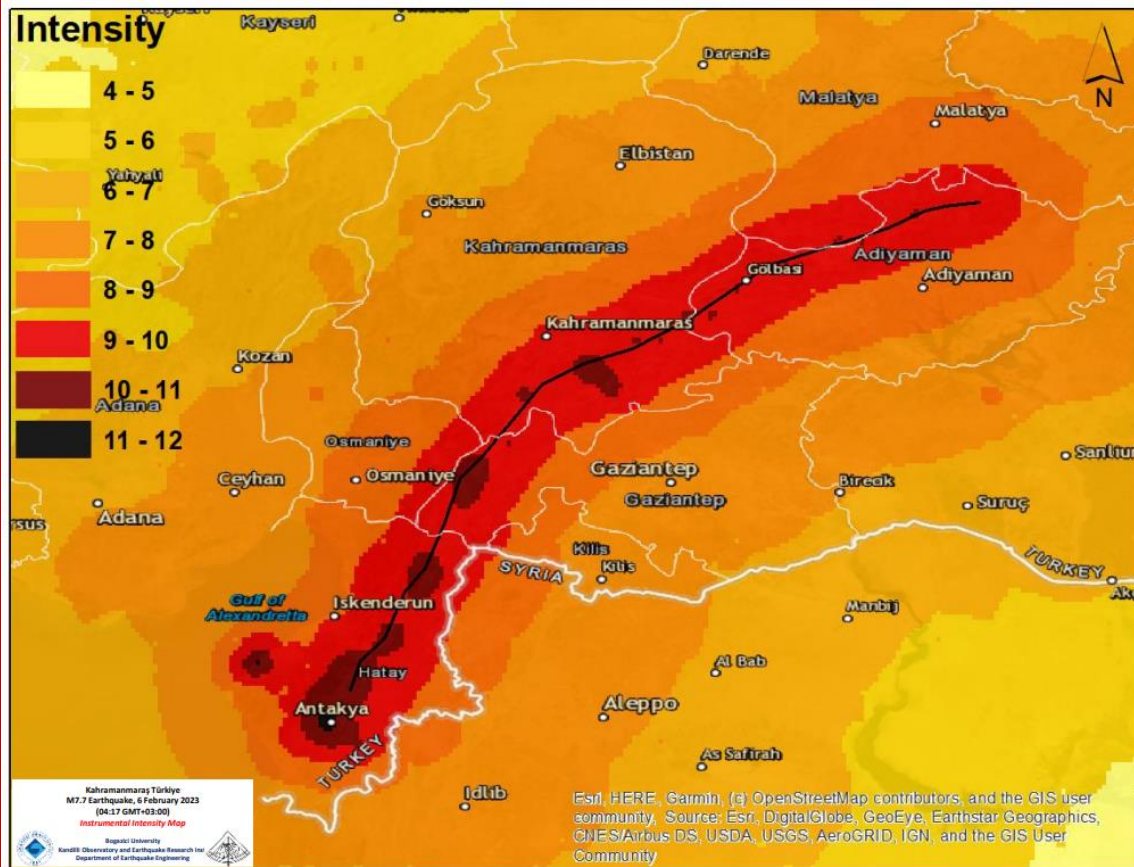 Intensity
4 - 5
5 - 6
6 - 7
7 - 8
8 - 9
9 - 10
10 - 11
11 - 12
Kayseri
Kayseri
Darende
N
Malatya
Malatya
Elbistan
Yahyali
Göksun
Kahramanmaras
Adiyaman
Gölbasi
Adiyaman
Kahramanmaras
Kozan
Adana
Osmaniye
Osmaniye
Gaziantep
Gaziantep
Sanliur
Ceyhan
Birecik
Suruç
Adana
sus
Kilis
Kilis
SYRIA
TURKEY
Gulf of
Alexandretta
Iskenderun
Manbij
Hatay
Al Bab
Antakya
Aleppo
TURKEY
As Safirah
Idlib
Kahramanmaraş Türkiye
M7.7 Earthquake, 6 February 2023
(04:17 GMT+03:00)
Instrumental Intensity Map
Bogazici University
Kandilli Observatory and Earthquake Research Ins
Department of Earthquake Engineering
Esri, HERE, Garmin, (c) OpenStreetMap contributors, and the GIS user
community, Source: Esri, DigitalGlobe, GeoEye, Earthstar Geographics,
CNES/Airbus DS, USDA, USGS, AeroGRID, IGN, and the GIS User
Community